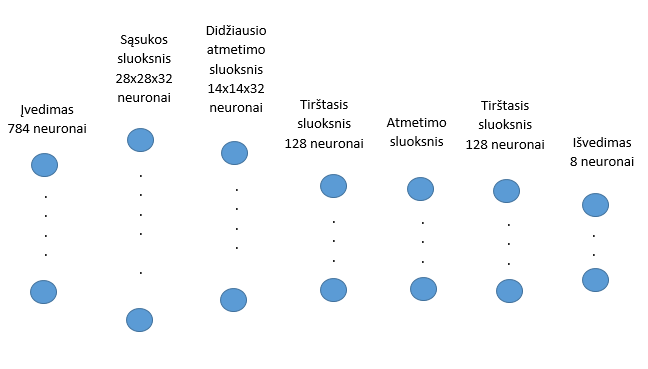 Įvedimas
784 neuronai
Sąsukos
sluoksnis
28x28x32
neuronai
Didžiausio
atmetimo
sluoksnis
14x14x32
neuronai
Tirštasis
sluoksnis
128 neuronai
Atmetimo
sluoksnis
Tirštasis
sluoksnis
128 neuronai
Išvedimas
8 neuronai